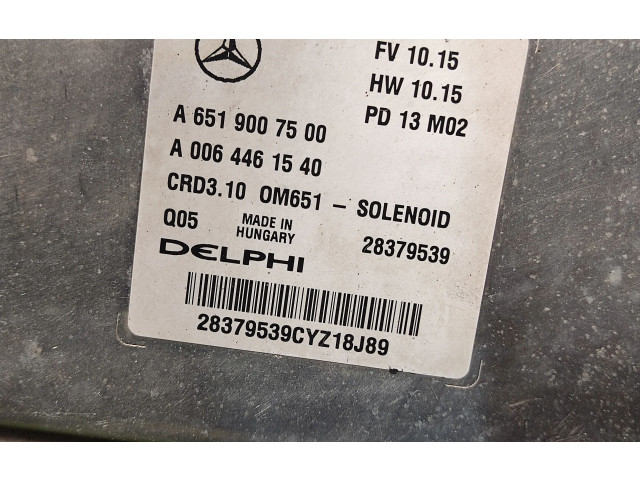 FV 10.15
HW 10.15
PD 13 M02
A 651 900 75 00
A 006 446 15 40
CRD3.10 OM651 - SOLENOID
Q05 MADE IN HUNGARY 28379539
DELPHI
28379539CYZ18J89